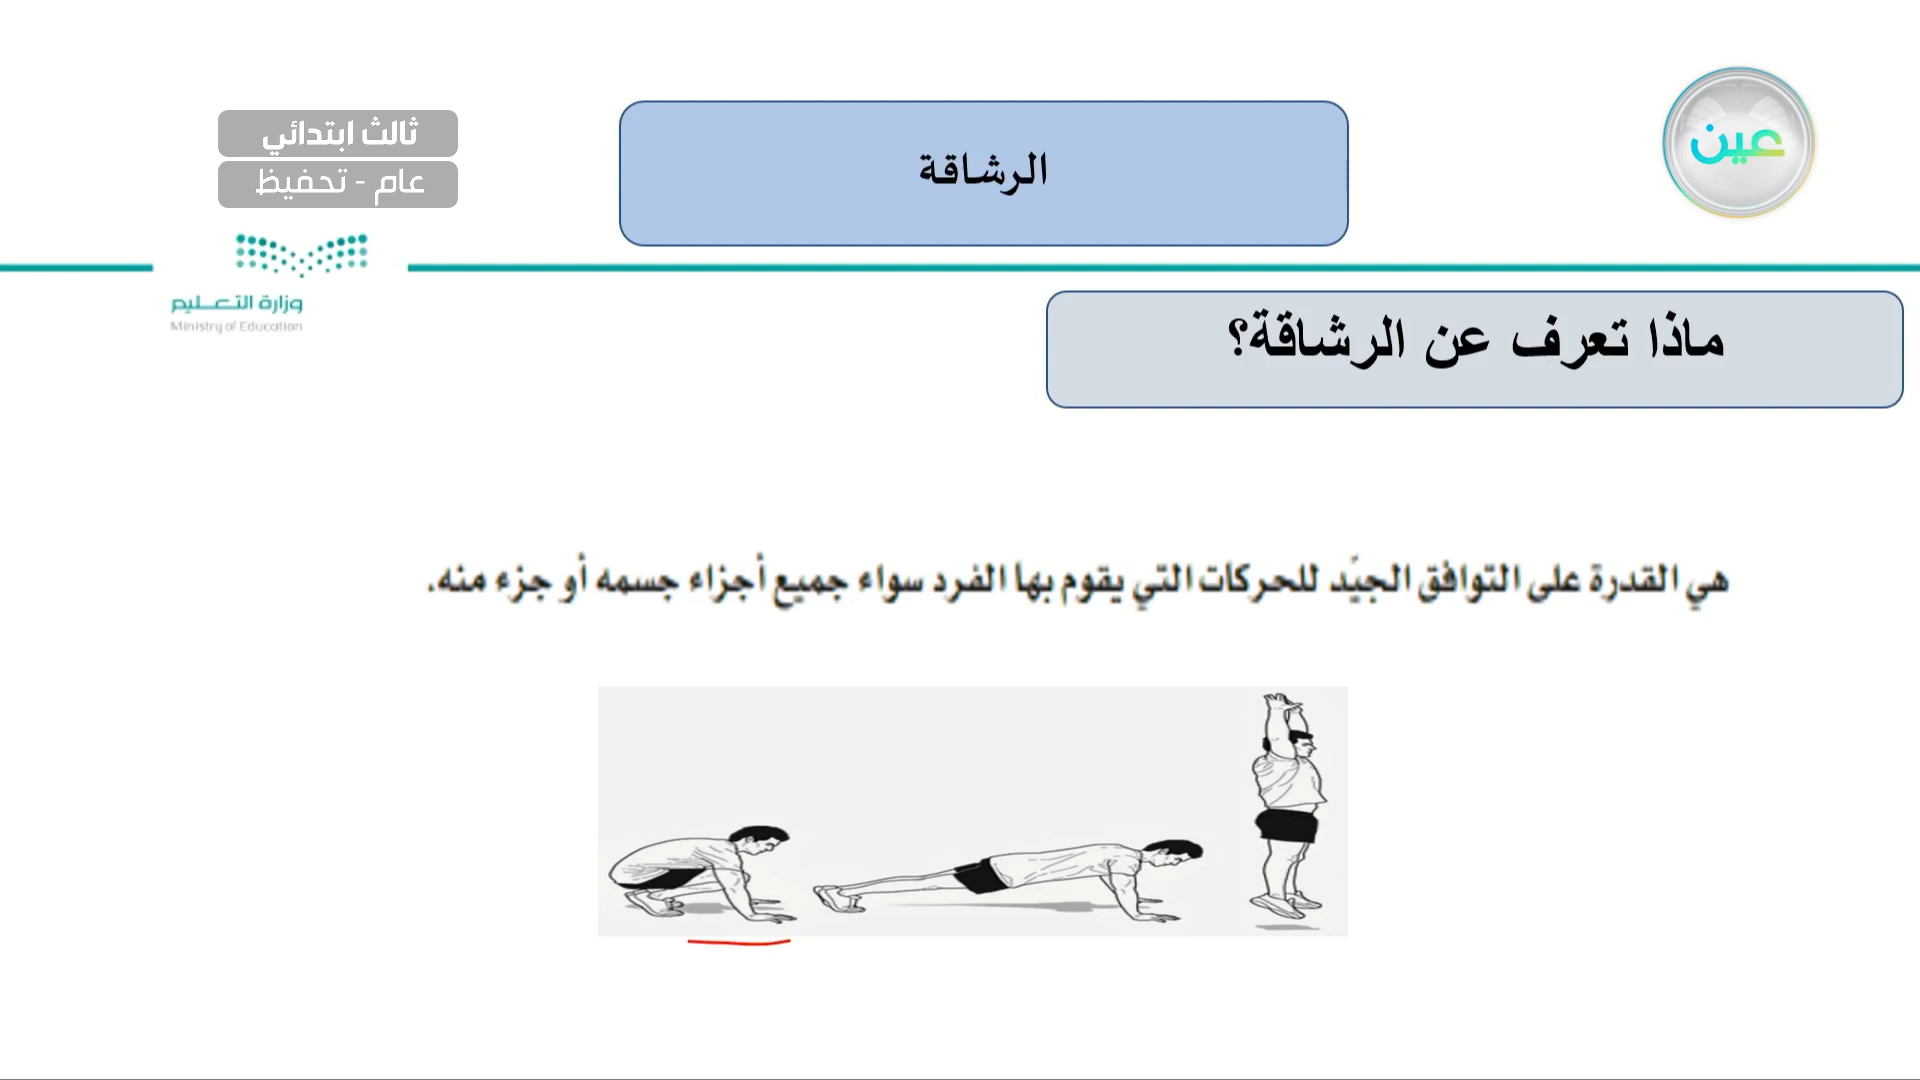 عين
الرشاقة
ثالث ابتدائي
عام - تحفيظ
وزارة التعليم
Ministry of Education
ماذا تعرف عن الرشاقة؟
هي القدرة على التوافق الجيّد للحركات التي يقوم بها الفرد سواء جميع أجزاء جسمه أو جزء منه.